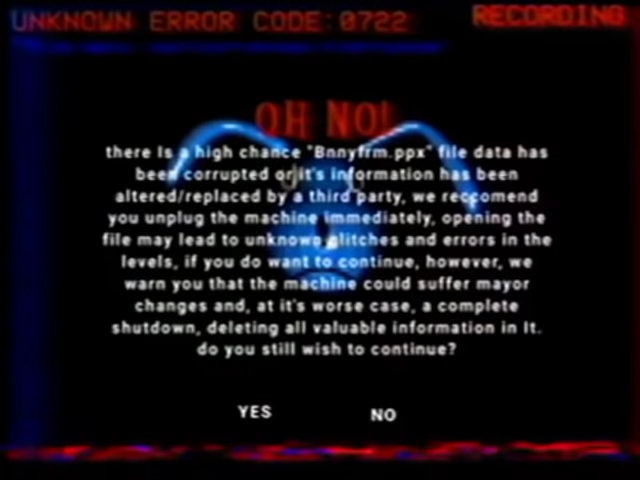 UNKNOWN ERROR CODE:0722
RECORDING
OH NO!
there Is a high chance "Bnnyfrm.ppx" file data has
been corrupted or it's information has been
altered/replaced by a third party, we reccomend
you unplug the machine immediately, opening the
file may lead to unknown glitches and errors in the
levels, if you do want to continue, however, we
warn you that the machine could suffer mayor
changes and, at it's worse case, a complete
shutdown, deleting all valuable information in It.
do you still wish to continue?
YES
NO